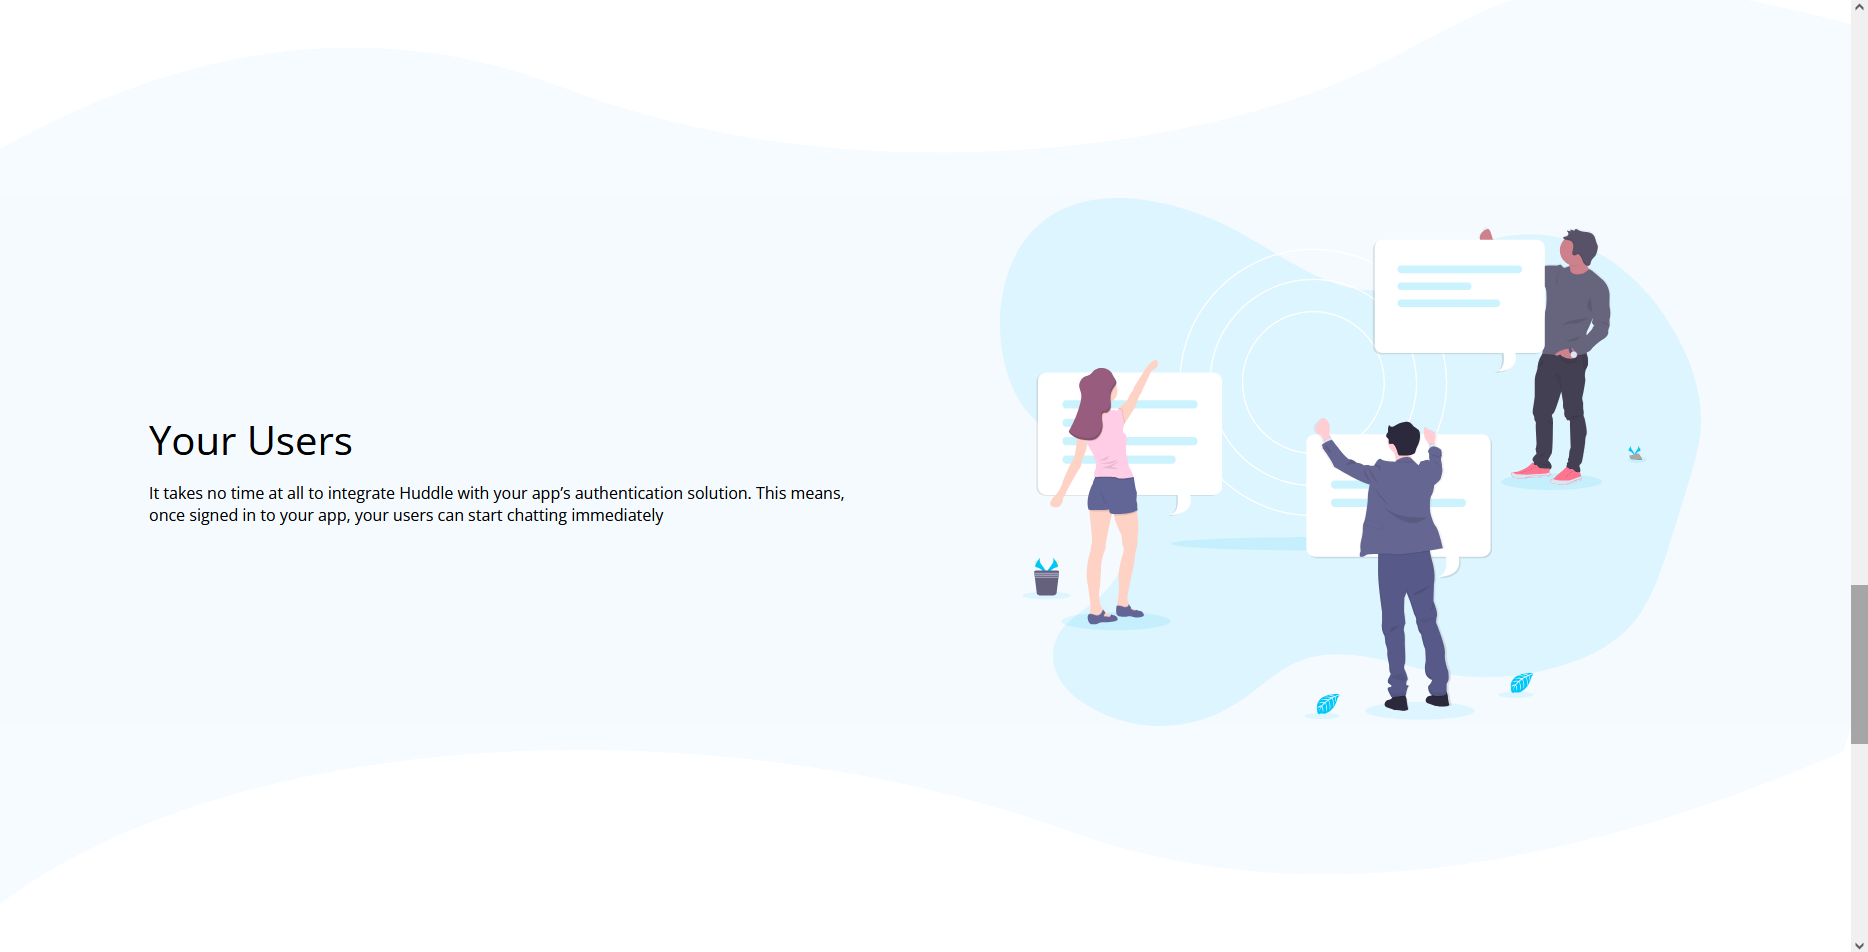 Your Users
It takes no time at all to integrate Huddle with your app’s authentication solution. This means,
once signed in to your app, your users can start chatting immediately